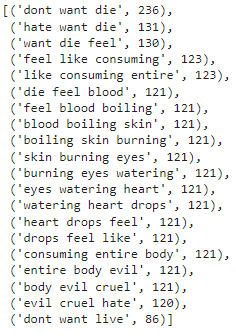 [('dont want die', 236),
('hate want die', 131),
('want die feel', 130),
('feel like consuming', 123),
('like consuming entire', 123),
('die feel blood', 121),
('feel blood boiling', 121),
('blood boiling skin', 121),
('boiling skin burning', 121),
('skin burning eyes', 121),
('burning eyes watering', 121),
('eyes watering heart', 121),
('watering heart drops', 121),
('heart drops feel', 121),
('drops feel like', 121),
('consuming entire body', 121),
('entire body evil', 121),
('body evil cruel', 121),
('evil cruel hate', 120),
('dont want live', 86)]